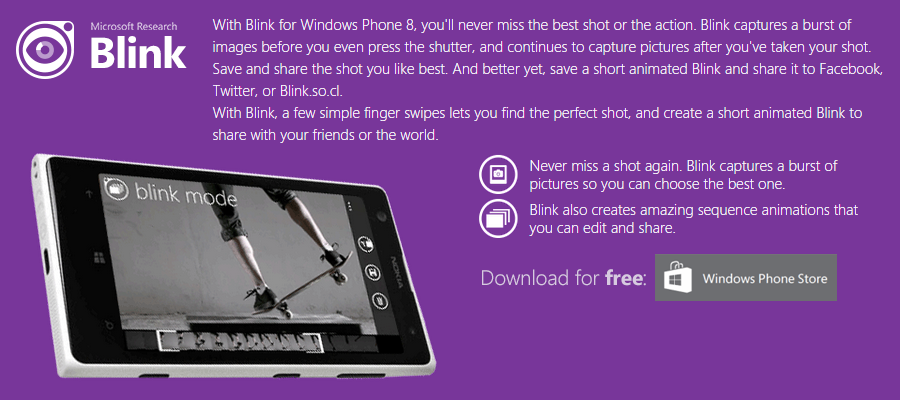 Microsoft Research
Blink
With Blink for Windows Phone 8, you'll never miss the best shot or the action. Blink captures a burst of
images before you even press the shutter, and continues to capture pictures after you've taken your shot.
Save and share the shot you like best. And better yet, save a short animated Blink and share it to Facebook,
Twitter, or Blink.so.cl.
With Blink, a few simple finger swipes lets you find the perfect shot, and create a short animated Blink to
share with your friends or the world.
blink mode
NOKIA
Never miss a shot again. Blink captures a burst of
pictures so you can choose the best one.
Blink also creates amazing sequence animations that
you can edit and share.
Download for free:
Windows Phone Store